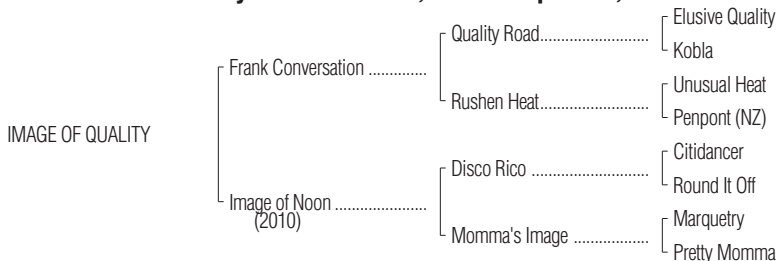 Elusive Quality
Quality Road..........................
Kobla
Frank Conversation ..............
Unusual Heat
Rushen Heat..........................
Penpont (NZ)
IMAGE OF QUALITY
Citidancer
Disco Rico ............................
Round It Off
Image of Noon ......................
(2010)
Marquetry
Momma's Image ..................
Pretty Momma